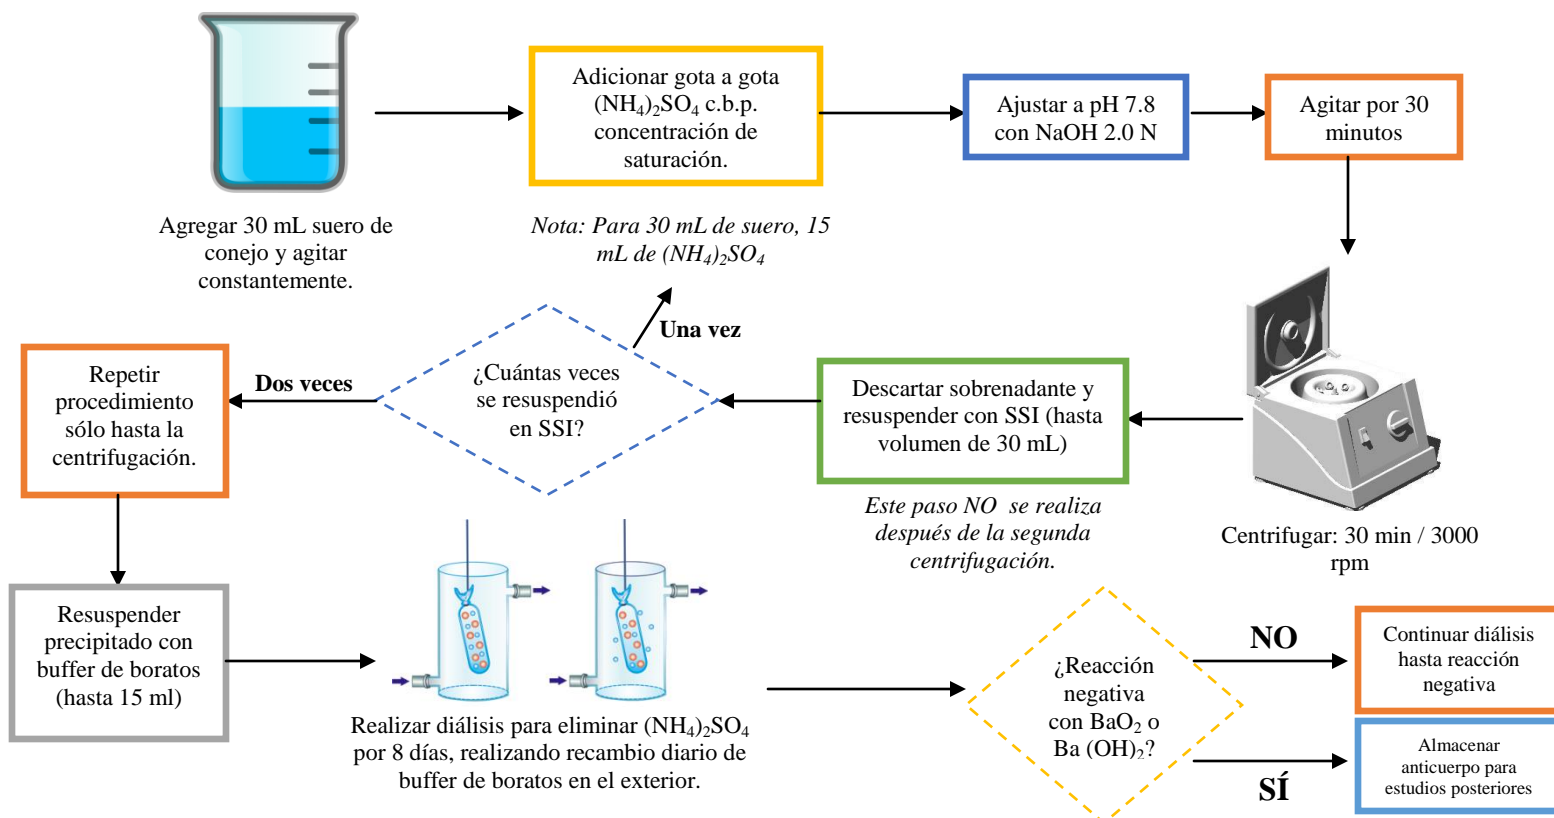 Adicionar gota a gota
(NH₄)₂SO₄ c.b.p.
concentración de
saturación.
Ajustar a pH 7.8
con NaOH 2.0 N
Agitar por 30
minutos
Agregar 30 mL suero de
conejo y agitar
constantemente.
Nota: Para 30 mL de suero, 15
mL de (NH₄)₂SO₄
Una vez
Centrifugar: 30 min / 3000
rpm
Descartar sobrenadante y
resuspender con SSI (hasta
volumen de 30 mL)
Este paso NO se realiza
después de la segunda
centrifugación.
¿Cuántas veces
se resuspendió
en SSI?
Dos veces
Repetir
procedimiento
sólo hasta la
centrifugación.
Resuspender
precipitado con
buffer de boratos
(hasta 15 ml)
Realizar diálisis para eliminar (NH₄)₂SO₄
por 8 días, realizando recambio diario de
buffer de boratos en el exterior.
¿Reacción
negativa
con BaO₂ o
Ba (OH)₂?
NO
Continuar diálisis
hasta reacción
negativa
SÍ
Almacenar
anticuerpo para
estudios posteriores